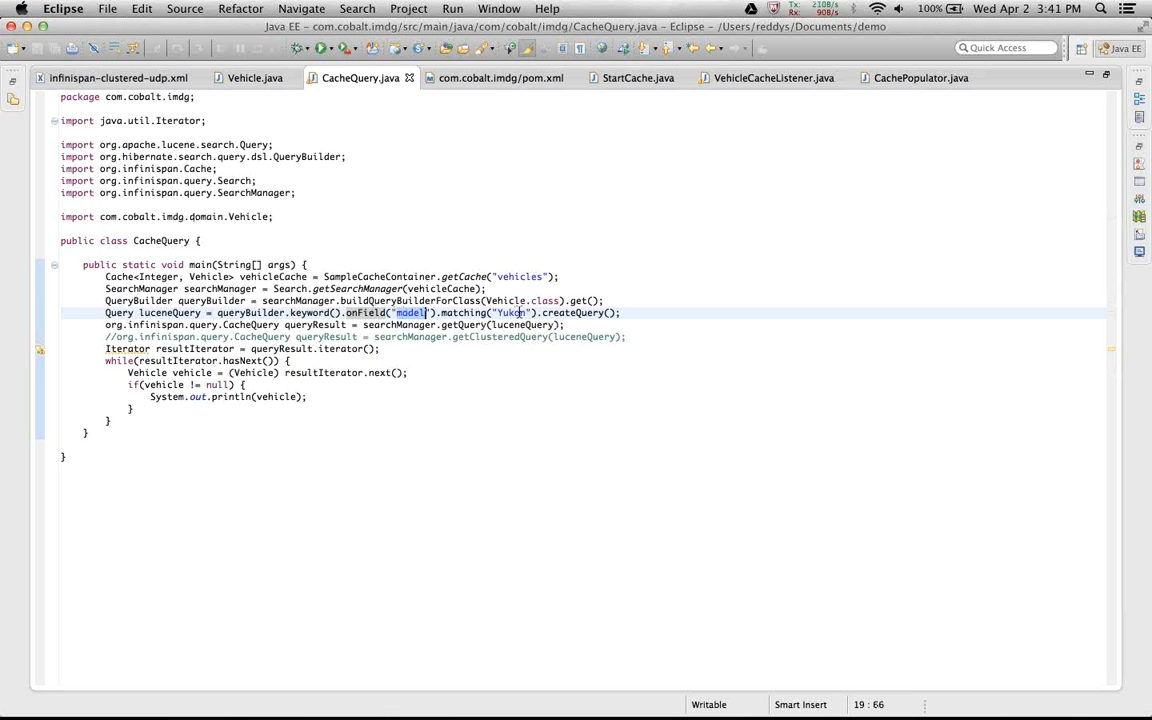 Eclipse File Edit Source Refactor Navigate Search Project Run Window Help Tx: 210B/s Rx: 90B/s 100% Wed Apr 2 3:41 PM
Java EE - com.cobalt.imdg/src/main/java/com/cobalt/imdg/CacheQuery.java - Eclipse - /Users/reddys/Documents/demo
Quick Access Java EE
infinispan-clustered-udp.xml Vehicle.java CacheQuery.java com.cobalt.imdg/pom.xml StartCache.java VehicleCacheListener.java CachePopulator.java
package com.cobalt.imdg;
import java.util.Iterator;
import org.apache.lucene.search.Query;
import org.hibernate.search.query.dsl.QueryBuilder;
import org.infinispan.Cache;
import org.infinispan.query.Search;
import org.infinispan.query.SearchManager;
import com.cobalt.imdg.domain.Vehicle;
public class CacheQuery {
public static void main(String[] args) {
Cache<Integer, Vehicle> vehicleCache = SampleCacheContainer.getCache("vehicles");
SearchManager searchManager = Search.getSearchManager(vehicleCache);
QueryBuilder queryBuilder = searchManager.buildQueryBuilderForClass(Vehicle.class).get();
Query luceneQuery = queryBuilder.keyword().onField("model").matching("Yukon").createQuery();
org.infinispan.query.CacheQuery queryResult = searchManager.getQuery(luceneQuery);
//org.infinispan.query.CacheQuery queryResult = searchManager.getClusteredQuery(luceneQuery);
Iterator resultIterator = queryResult.iterator();
while(resultIterator.hasNext()) {
Vehicle vehicle = (Vehicle) resultIterator.next();
if(vehicle != null) {
System.out.println(vehicle);
}
}
}
}
Writable Smart Insert 19 : 66